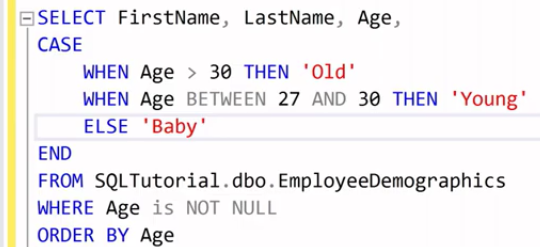 SELECT FirstName, LastName, Age,
CASE
WHEN Age > 30 THEN 'Old'
WHEN Age BETWEEN 27 AND 30 THEN 'Young'
ELSE 'Baby'
END
FROM SQLTutorial.dbo.EmployeeDemographics
WHERE Age is NOT NULL
ORDER BY Age